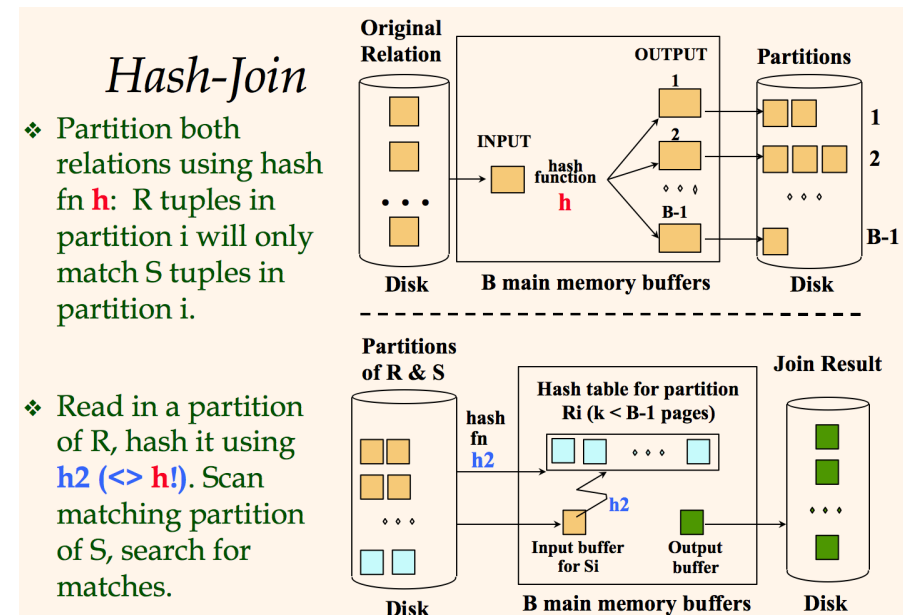 Hash-Join
❖ Partition both
relations using hash
fn h: R tuples in
partition i will only
match S tuples in
partition i.
❖ Read in a partition
of R, hash it using
h2 (<> h!). Scan
matching partition
of S, search for
matches.
Original
Relation
OUTPUT
Partitions
1
INPUT
2
hash
function
h
B-1
1
2
B-1
Disk
B main memory buffers
Disk
Partitions
of R & S
Join Result
Hash table for partition
Ri (k < B-1 pages)
hash
fn
h2
h2
Input buffer
for Si
Output
buffer
Disk
B main memory buffers
Disk